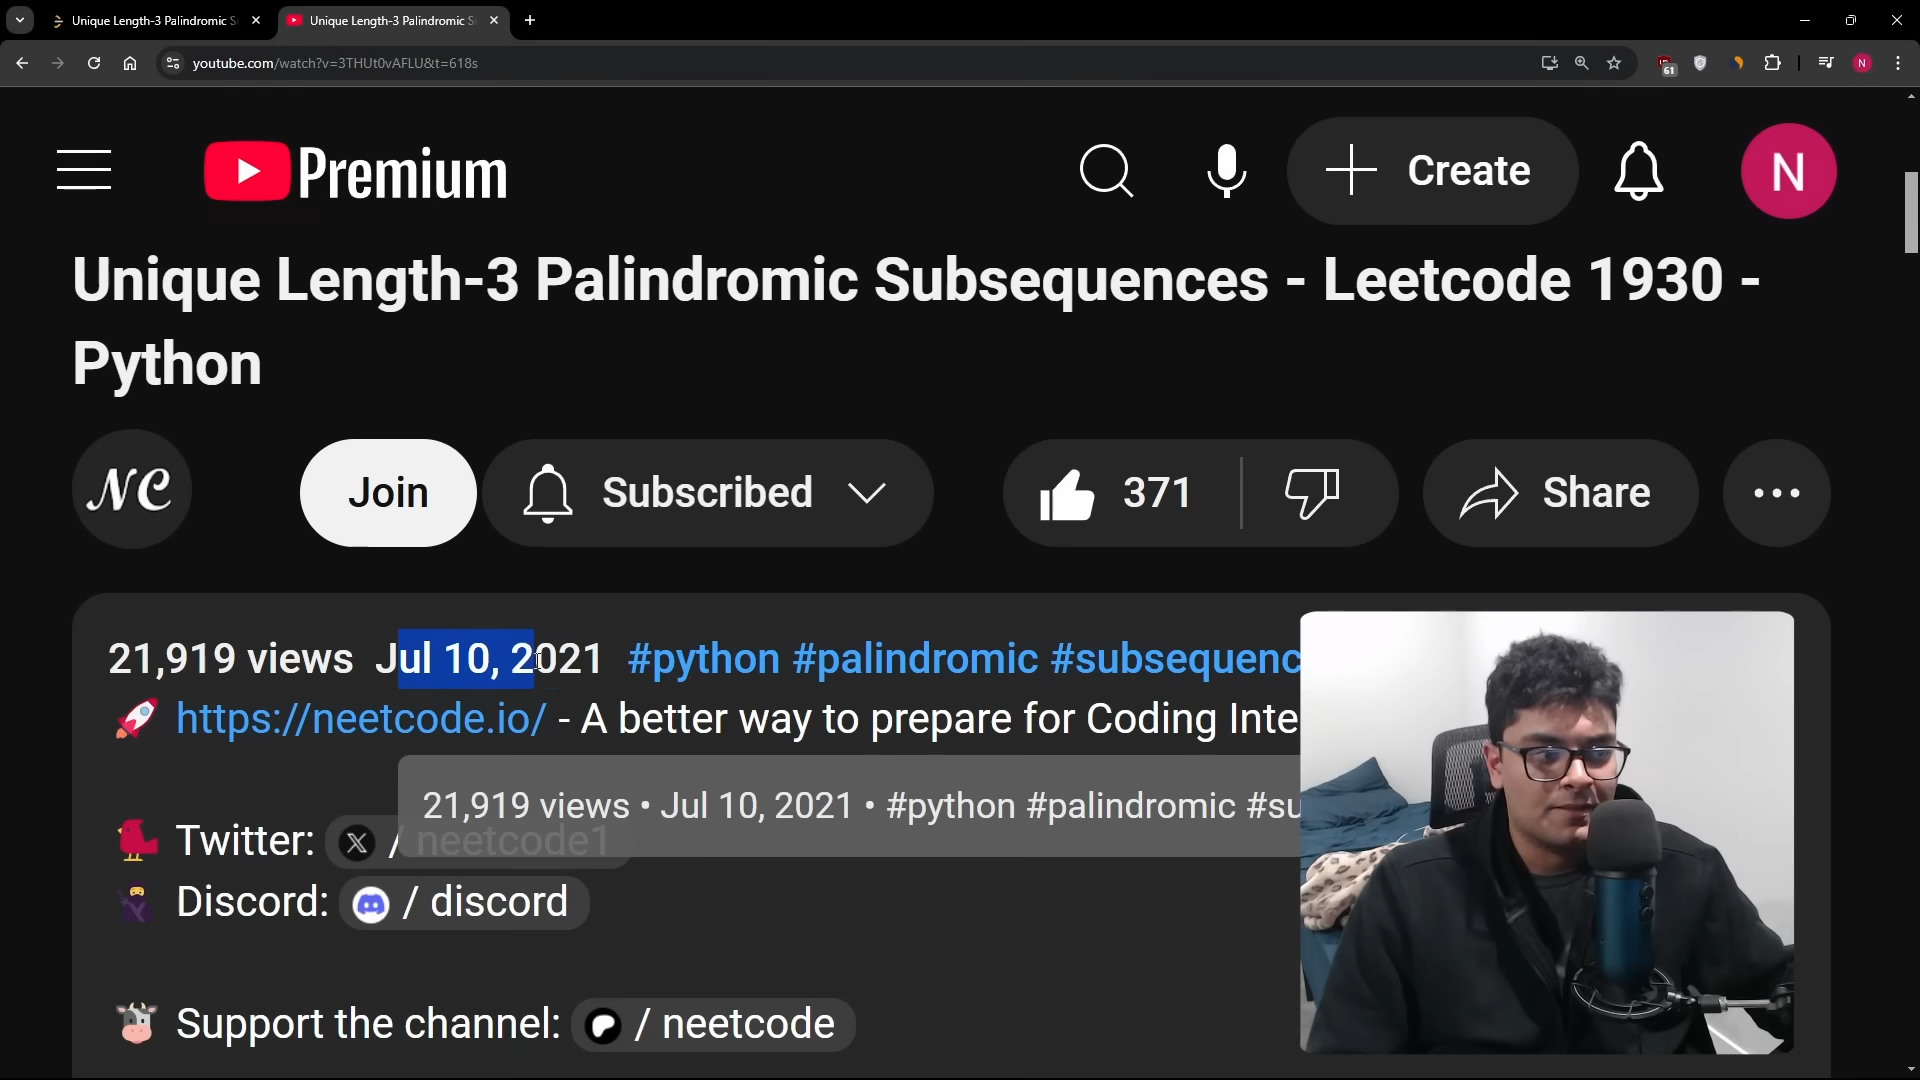 Unique Length-3 Palindromic S
Unique Length-3 Palindromic S
youtube.com/watch?v=3THUt0vAFLU&t=618s
61
N
Premium
Create
N
Unique Length-3 Palindromic Subsequences - Leetcode 1930 -
Python
NC
Join
Subscribed
371
Share
21,919 views Jul 10, 2021 #python #palindromic #subsequenc
https://neetcode.io/ - A better way to prepare for Coding Inte
21,919 views • Jul 10, 2021 • #python #palindromic #su
Twitter: X / neetcode1
Discord: / discord
Support the channel: / neetcode